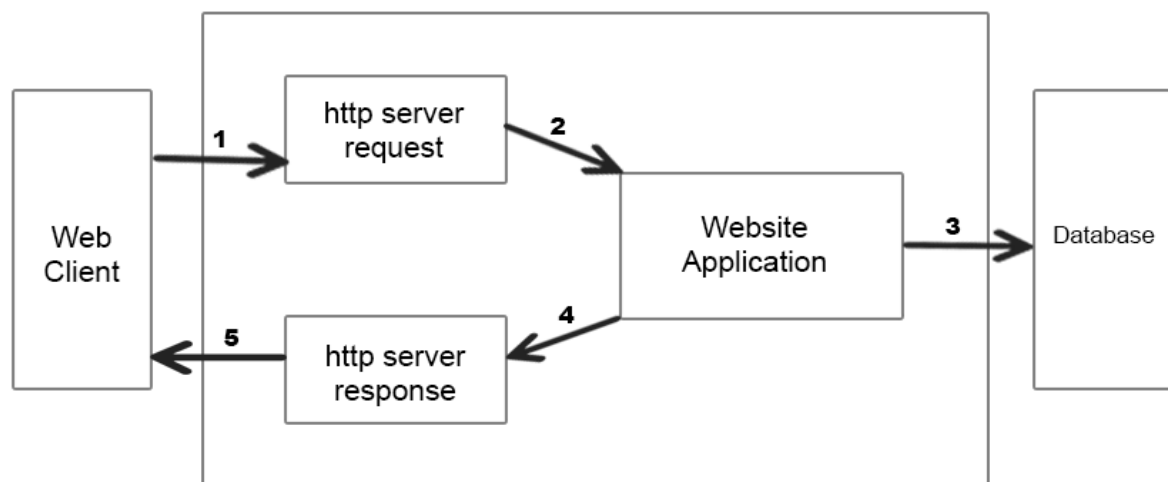 1
http server
request
2
Web
Client
Website
Application
3
Database
4
5
http server
response